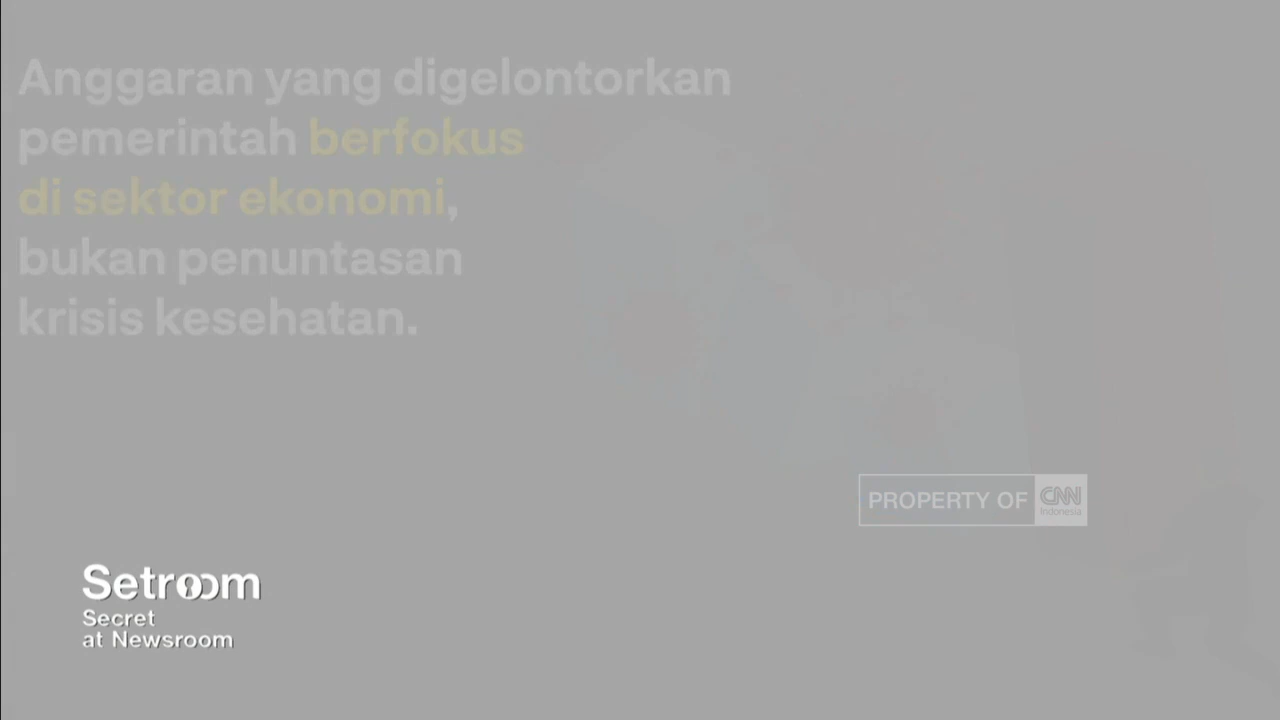 Anggaran yang digelontorkan
pemerintah berfokus
di sektor ekonomi,
bukan penuntasan
krisis kesehatan.
PROPERTY OF CNN Indonesia
Setroom
Secret
at Newsroom